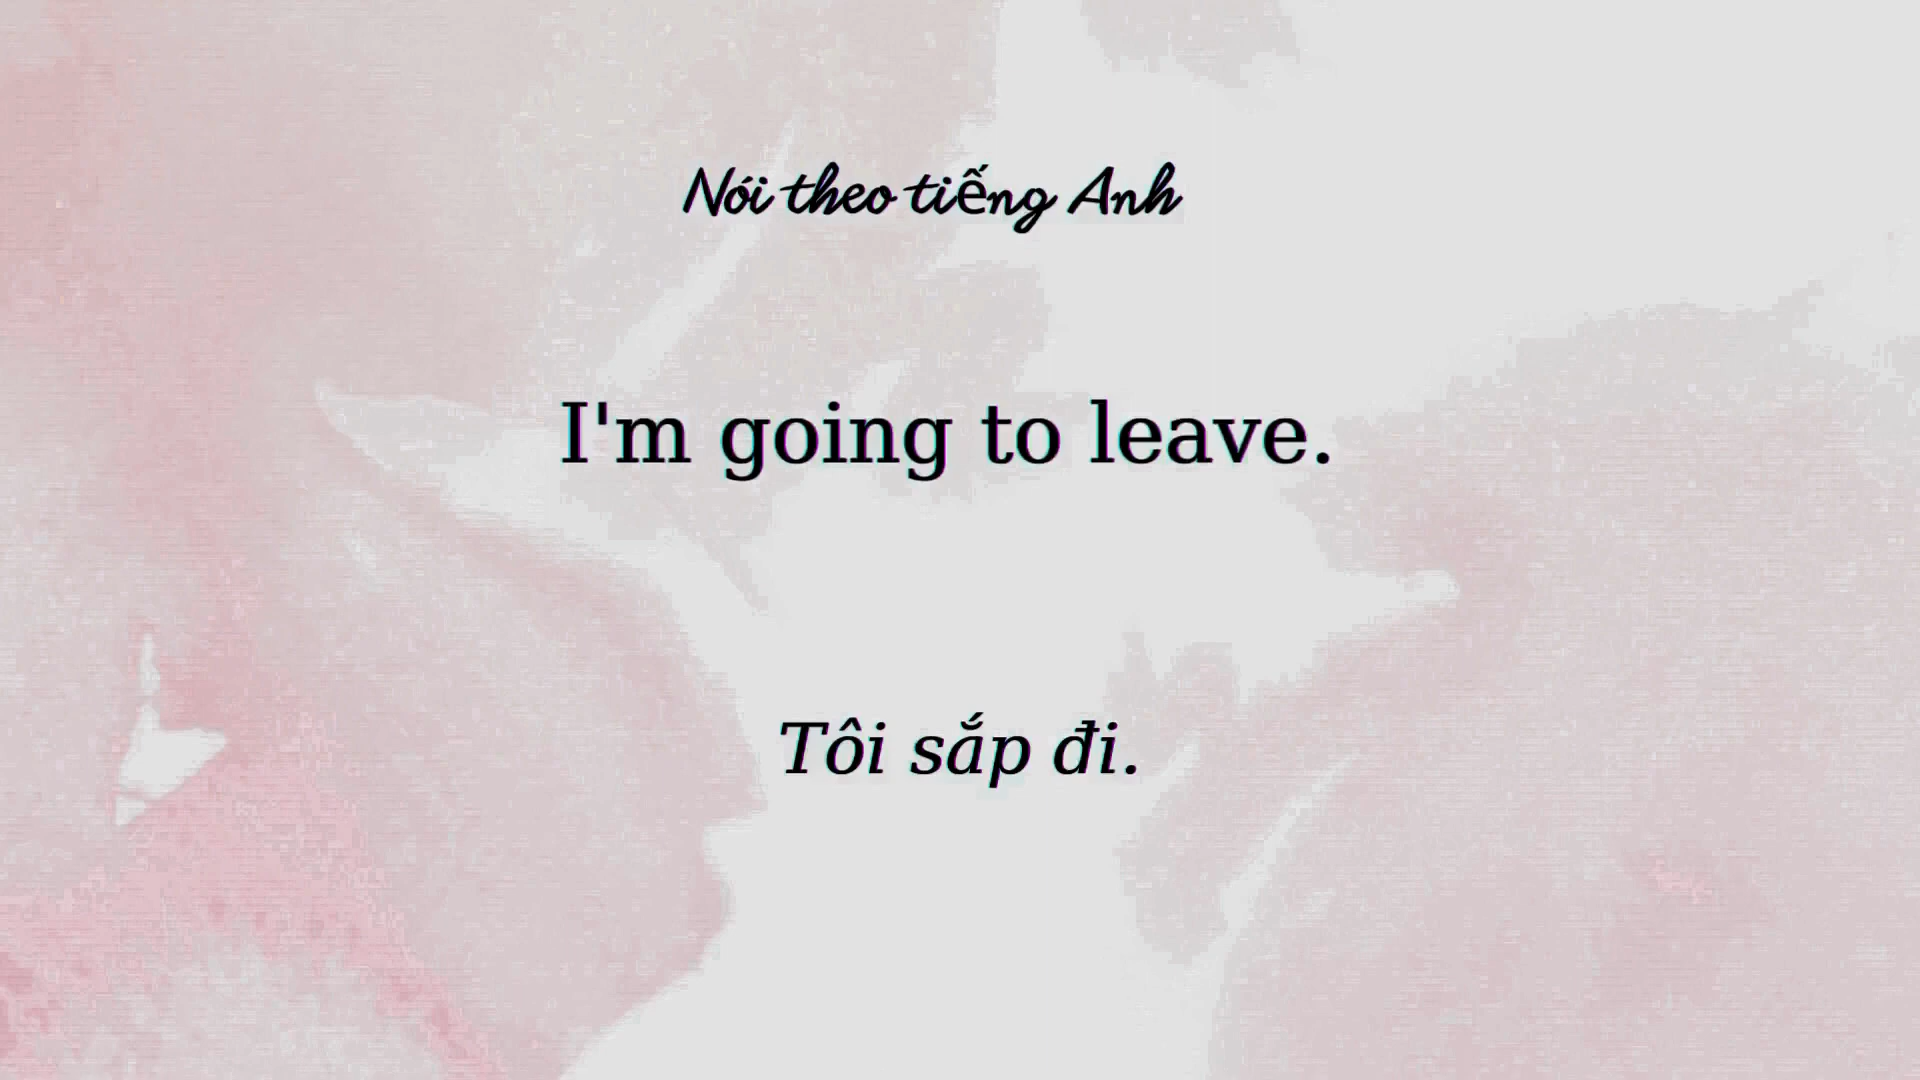 Nói theo tiếng Anh
I'm going to leave.
Tôi sắp đi.